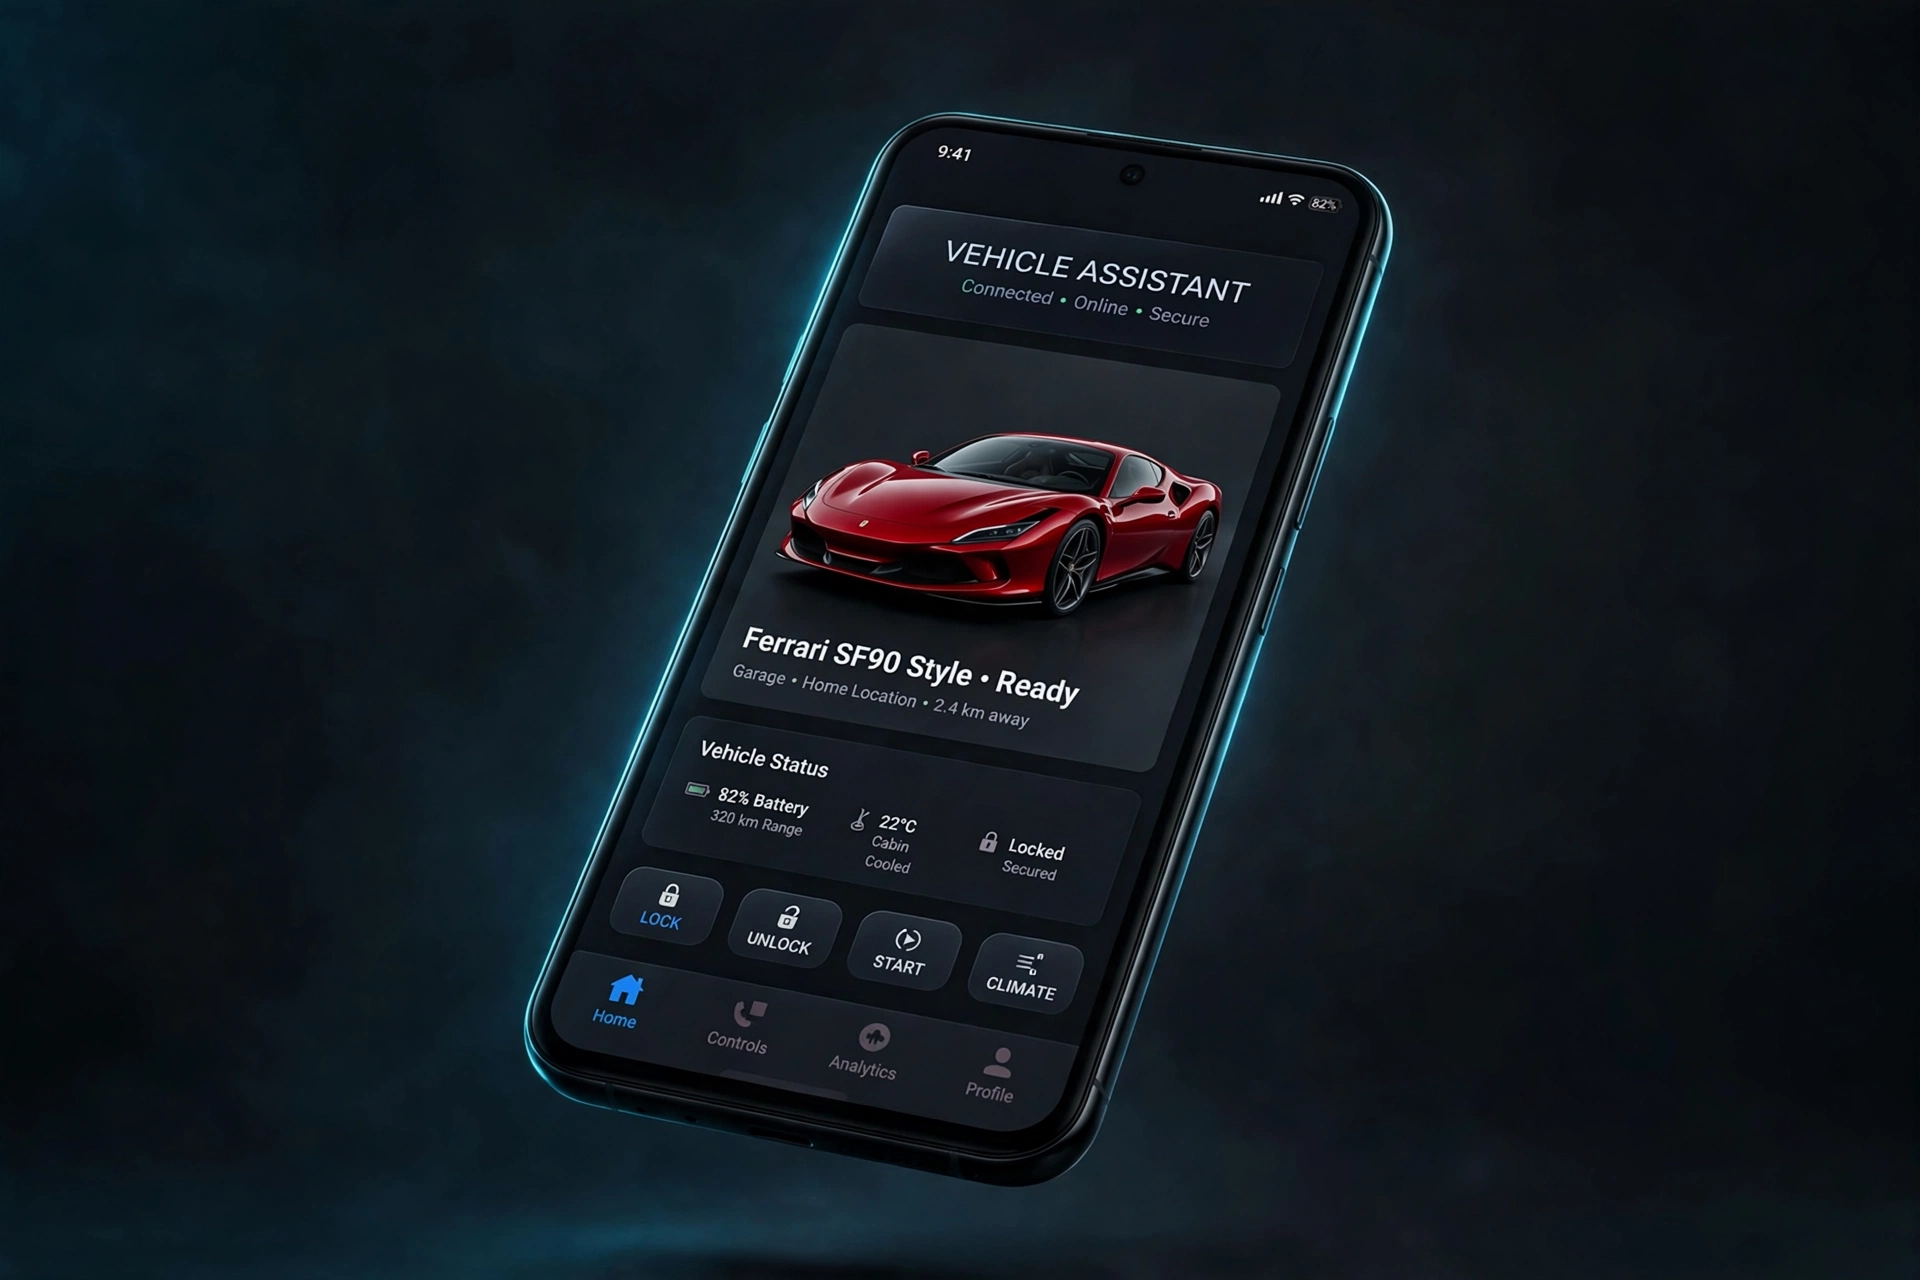 9:41
82%
VEHICLE ASSISTANT
Connected • Online • Secure
Ferrari SF90 Style • Ready
Garage • Home Location • 2.4 km away
Vehicle Status
82% Battery
320 km Range
22°C
Cabin
Cooled
Locked
Secured
LOCK
UNLOCK
START
CLIMATE
Home
Controls
Analytics
Profile